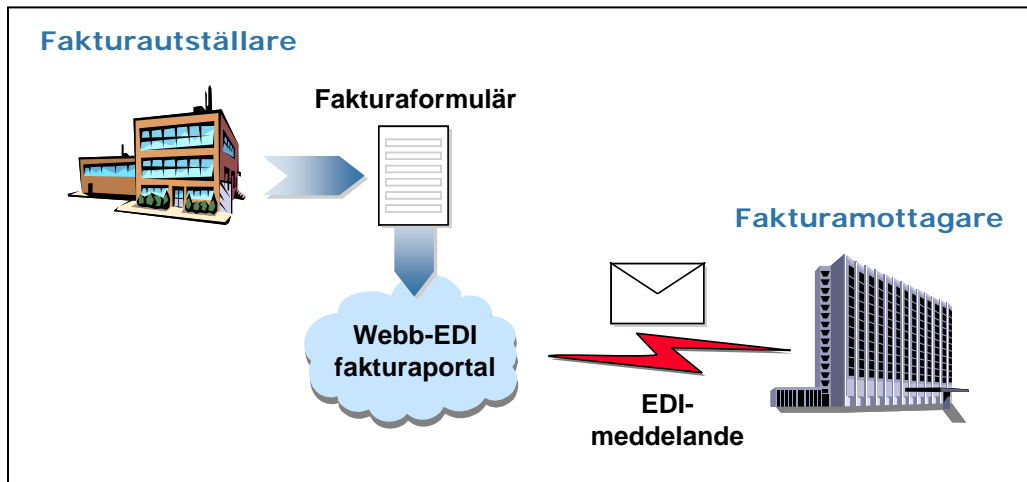 Fakturautställare
Fakturaformulär
Fakturamottagare
Webb-EDI
fakturaportal
EDI-
meddelande